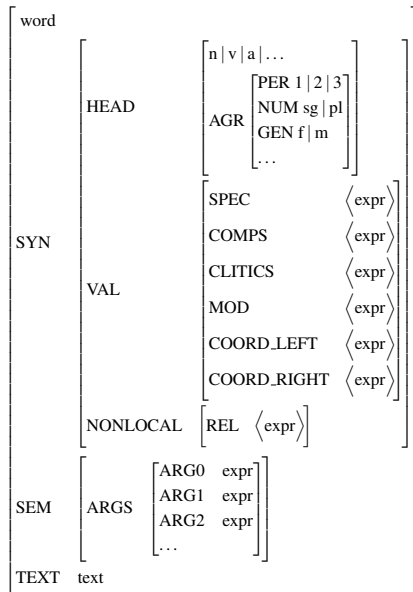 word
n | v | a | ...
HEAD
PER 1 | 2 | 3
AGR NUM sg | pl
GEN f | m
...
SPEC ⟨expr⟩
COMPS ⟨expr⟩
SYN
CLITICS ⟨expr⟩
VAL
MOD ⟨expr⟩
COORD_LEFT ⟨expr⟩
COORD_RIGHT ⟨expr⟩
NONLOCAL [REL ⟨expr⟩]
ARG0 expr
SEM ARGS ARG1 expr
ARG2 expr
...
TEXT text